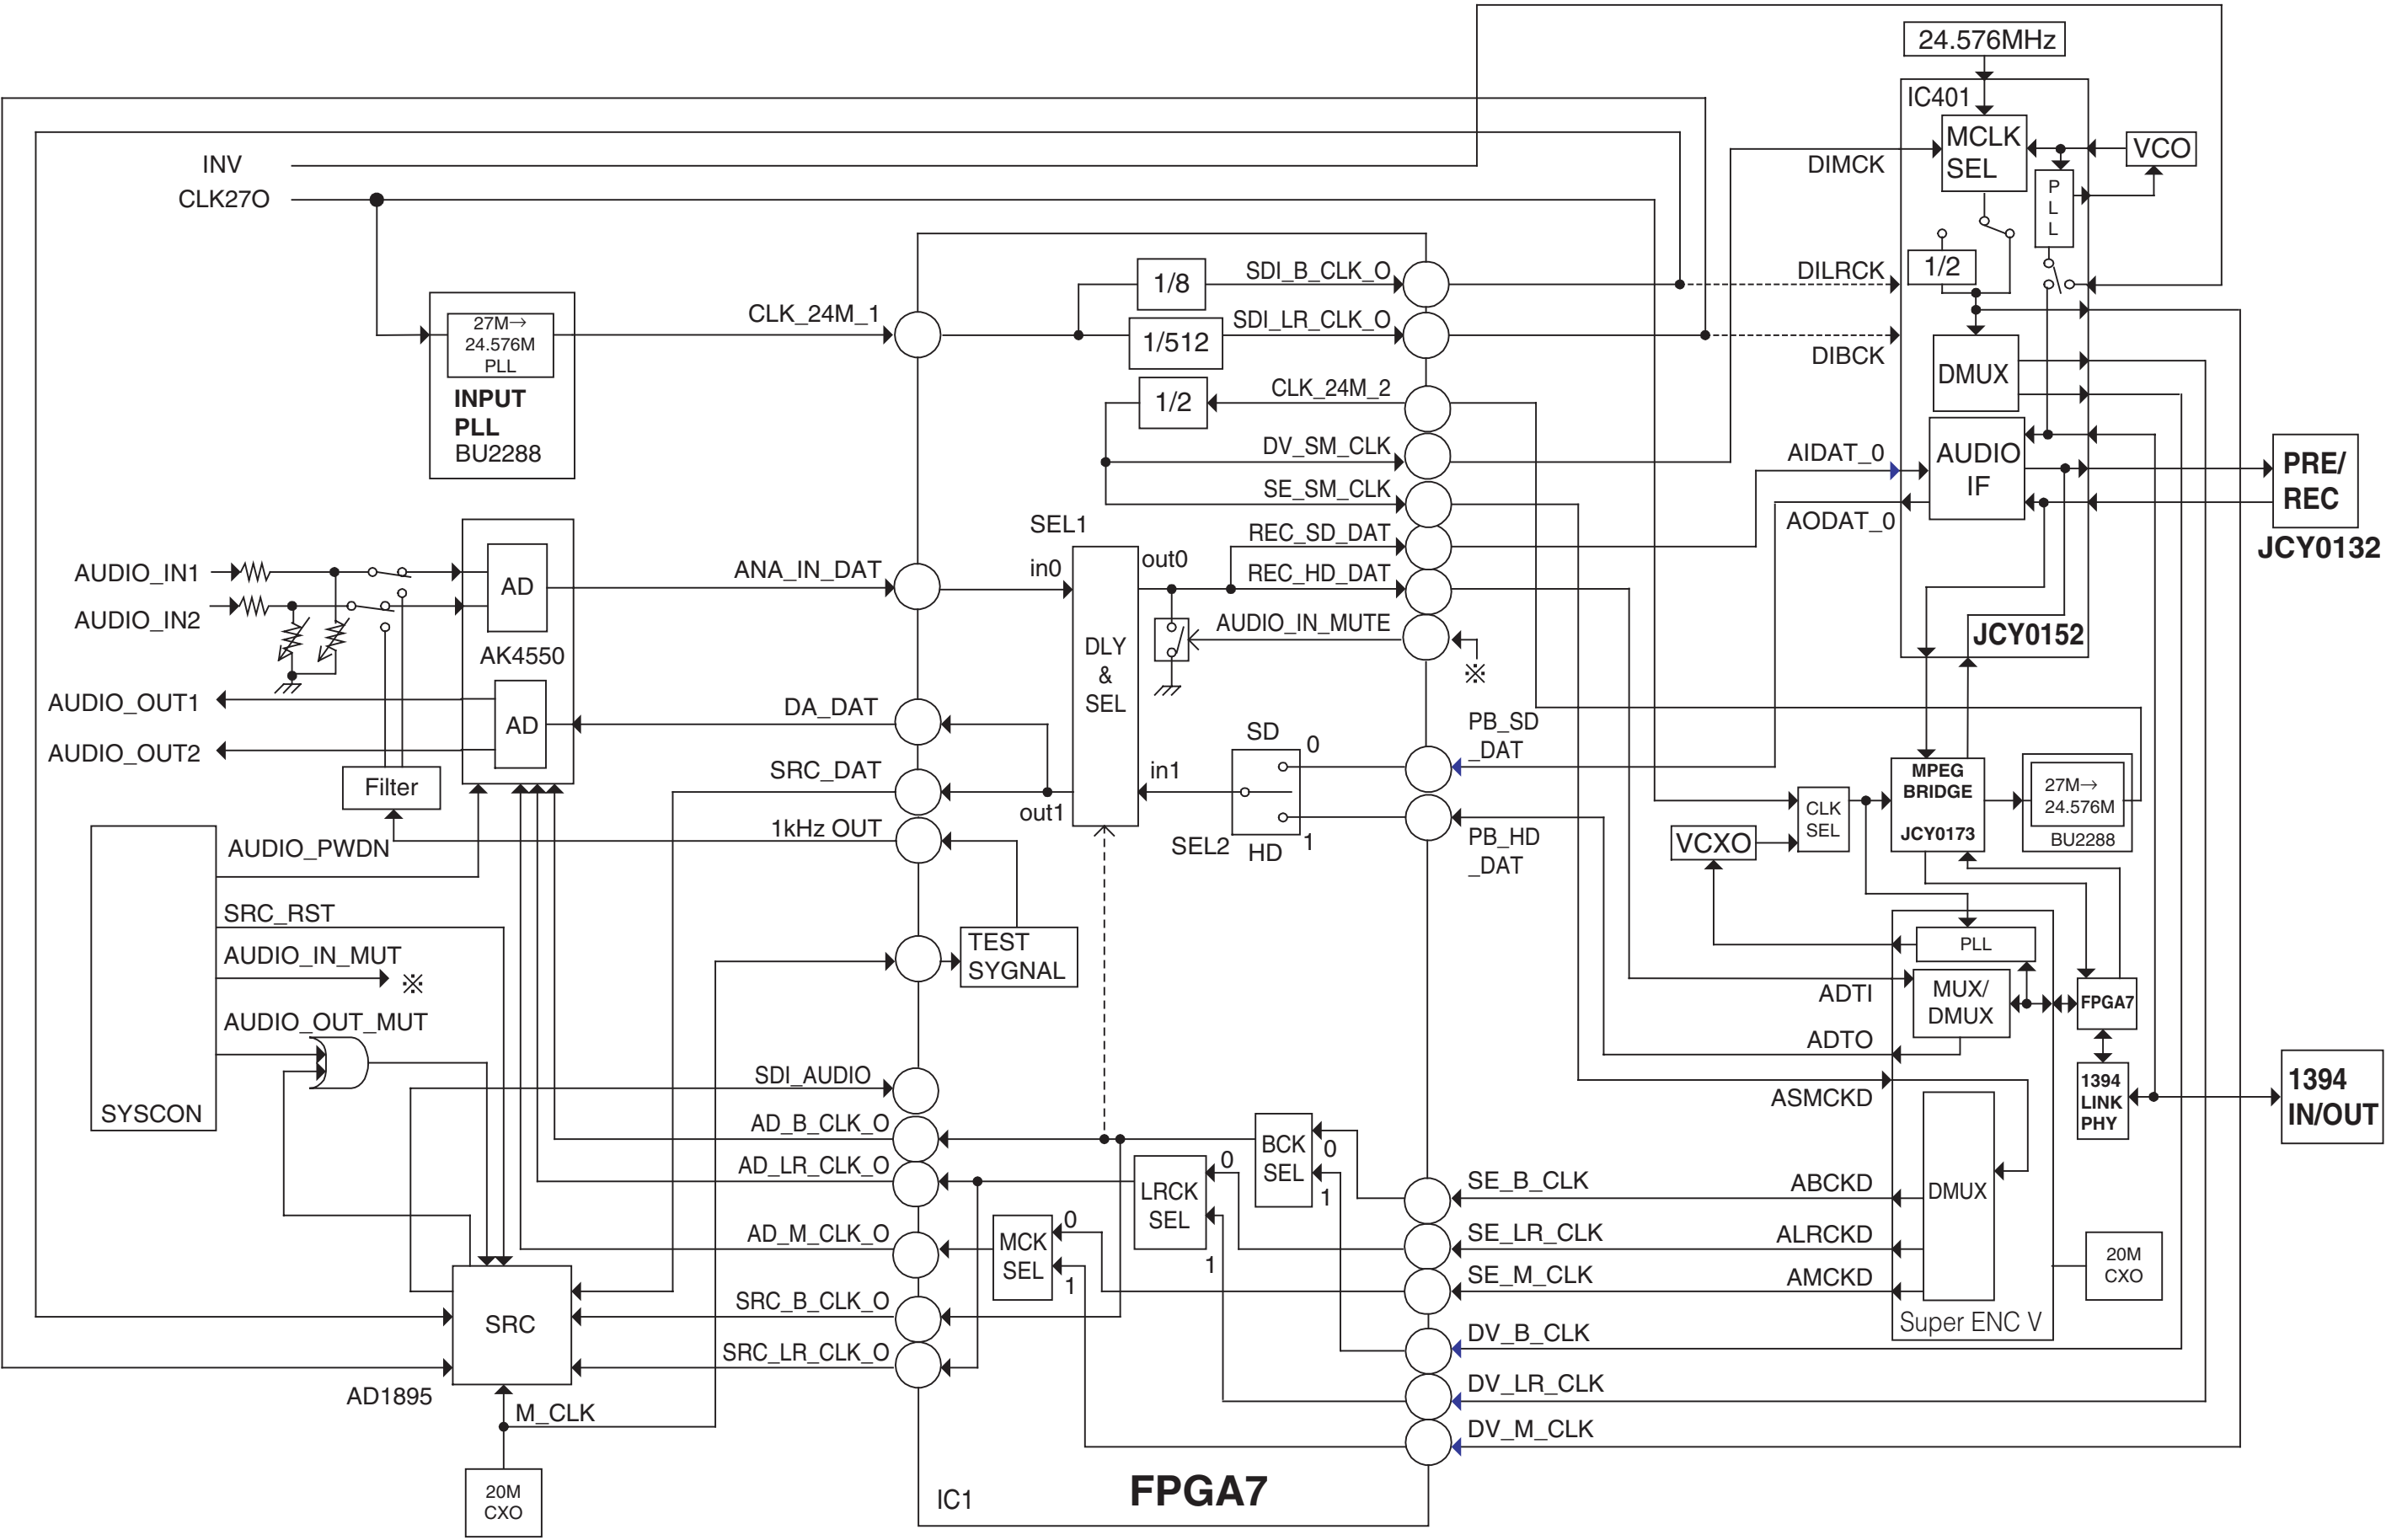 24.576MHz
IC401
MCLK
SEL
VCO
DIMCK
P
L
L
1/2
INV
CLK27O
DILRCK
DIBCK
DMUX
27M→
24.576M
PLL
INPUT
PLL
BU2288
CLK_24M_1
1/8
SDI_B_CLK_O
1/512
SDI_LR_CLK_O
1/2
CLK_24M_2
DV_SM_CLK
SE_SM_CLK
AIDAT_0
AODAT_0
AUDIO
IF
PRE/
REC
JCY0132
JCY0152
AUDIO_IN1
AUDIO_IN2
AD
AK4550
ANA_IN_DAT
SEL1
in0
out0
REC_SD_DAT
REC_HD_DAT
AUDIO_IN_MUTE
※
DLY
&
SEL
AUDIO_OUT1
AUDIO_OUT2
AD
Filter
DA_DAT
SRC_DAT
1kHz OUT
out1
in1
SD
0
SEL2
HD
1
PB_SD
_DAT
PB_HD
_DAT
CLK
SEL
VCXO
MPEG
BRIDGE
JCY0173
27M→
24.576M
BU2288
AUDIO_PWDN
SRC_RST
AUDIO_IN_MUT
※
AUDIO_OUT_MUT
SYSCON
TEST
SYGNAL
PLL
MUX/
DMUX
ADTI
ADTO
FPGA7
1394
LINK
PHY
1394
IN/OUT
SDI_AUDIO
AD_B_CLK_O
AD_LR_CLK_O
AD_M_CLK_O
SRC_B_CLK_O
SRC_LR_CLK_O
BCK
SEL
0
1
LRCK
SEL
0
1
MCK
SEL
0
1
ASMCKD
SE_B_CLK
ABCKD
SE_LR_CLK
ALRCKD
SE_M_CLK
AMCKD
DMUX
Super ENC V
20M
CXO
DV_B_CLK
DV_LR_CLK
DV_M_CLK
SRC
AD1895
M_CLK
20M
CXO
IC1
FPGA7